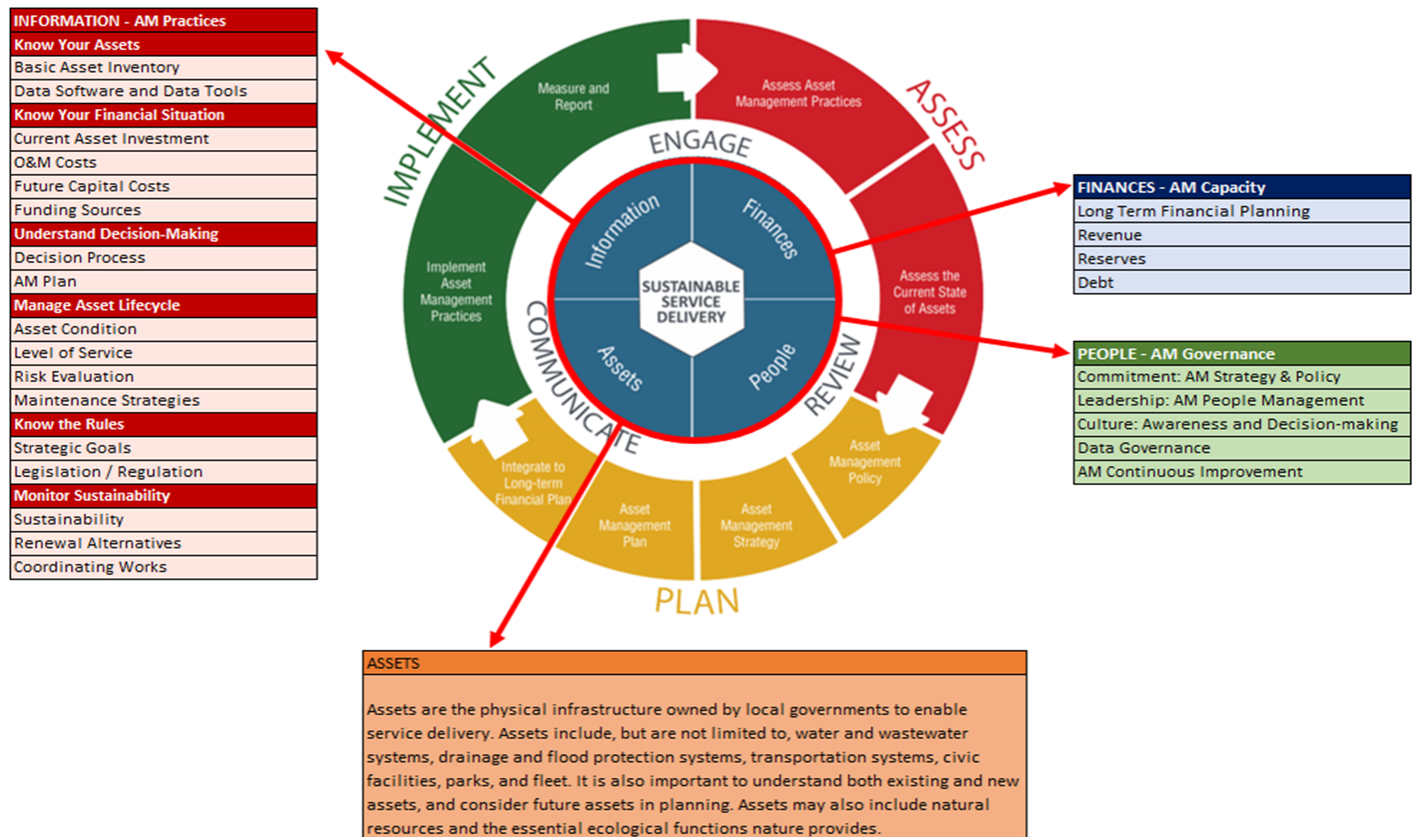 INFORMATION - AM Practices
Know Your Assets
Basic Asset Inventory
Data Software and Data Tools
Know Your Financial Situation
Current Asset Investment
O&M Costs
Future Capital Costs
Funding Sources
Understand Decision-Making
Decision Process
AM Plan
Manage Asset Lifecycle
Asset Condition
Level of Service
Risk Evaluation
Maintenance Strategies
Know the Rules
Strategic Goals
Legislation / Regulation
Monitor Sustainability
Sustainability
Renewal Alternatives
Coordinating Works
IMPLEMENT
Measure and
Report
Implement
Asset
Management
Practices
ASSESS
Assess Asset
Management Practices
Assess the
Current State
of Assets
PLAN
Asset
Management
Policy
Asset
Management
Strategy
Asset
Management
Plan
Integrate to
Long-term
Financial Plan
ENGAGE
REVIEW
COMMUNICATE
Information
Finances
People
Assets
SUSTAINABLE
SERVICE
DELIVERY
FINANCES - AM Capacity
Long Term Financial Planning
Revenue
Reserves
Debt
PEOPLE - AM Governance
Commitment: AM Strategy & Policy
Leadership: AM People Management
Culture: Awareness and Decision-making
Data Governance
AM Continuous Improvement
ASSETS
Assets are the physical infrastructure owned by local governments to enable
service delivery. Assets include, but are not limited to, water and wastewater
systems, drainage and flood protection systems, transportation systems, civic
facilities, parks, and fleet. It is also important to understand both existing and new
assets, and consider future assets in planning. Assets may also include natural
resources and the essential ecological functions nature provides.